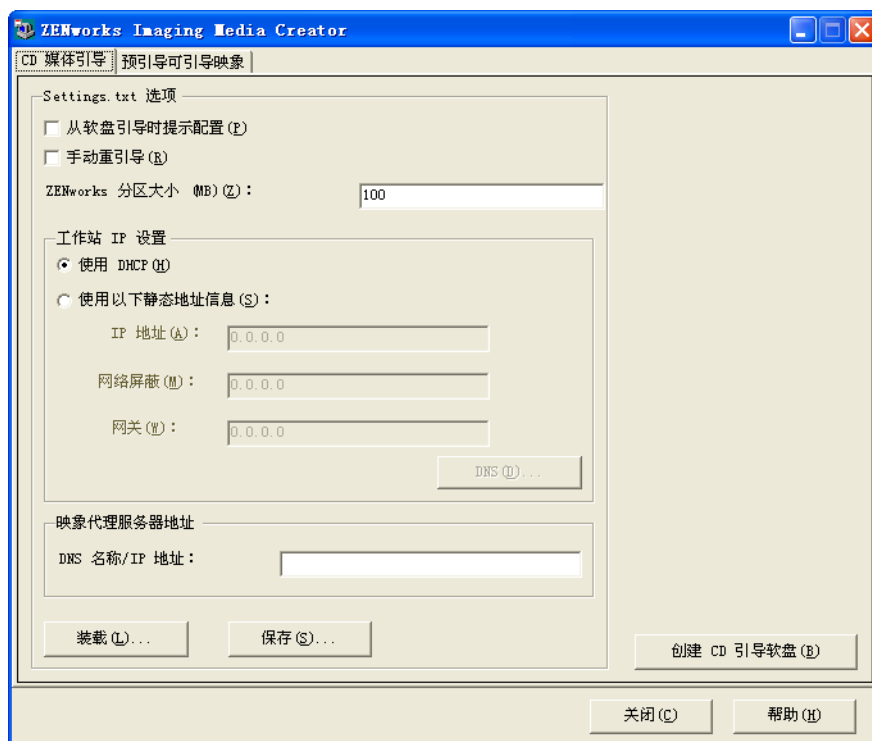 ZENworks Imaging Media Creator
CD 媒体引导 预引导可引导映象
Settings.txt 选项
从软盘引导时提示配置(P)
手动重引导(R)
ZENworks 分区大小 (MB)(Z): 100
工作站 IP 设置
使用 DHCP(H)
使用以下静态地址信息(S):
IP 地址(A): 0.0.0.0
网络屏蔽(M): 0.0.0.0
网关(W): 0.0.0.0
DNS(D)...
映象代理服务器地址
DNS 名称/IP 地址:
装载(L)... 保存(S)...
创建 CD 引导软盘(B)
关闭(C) 帮助(H)